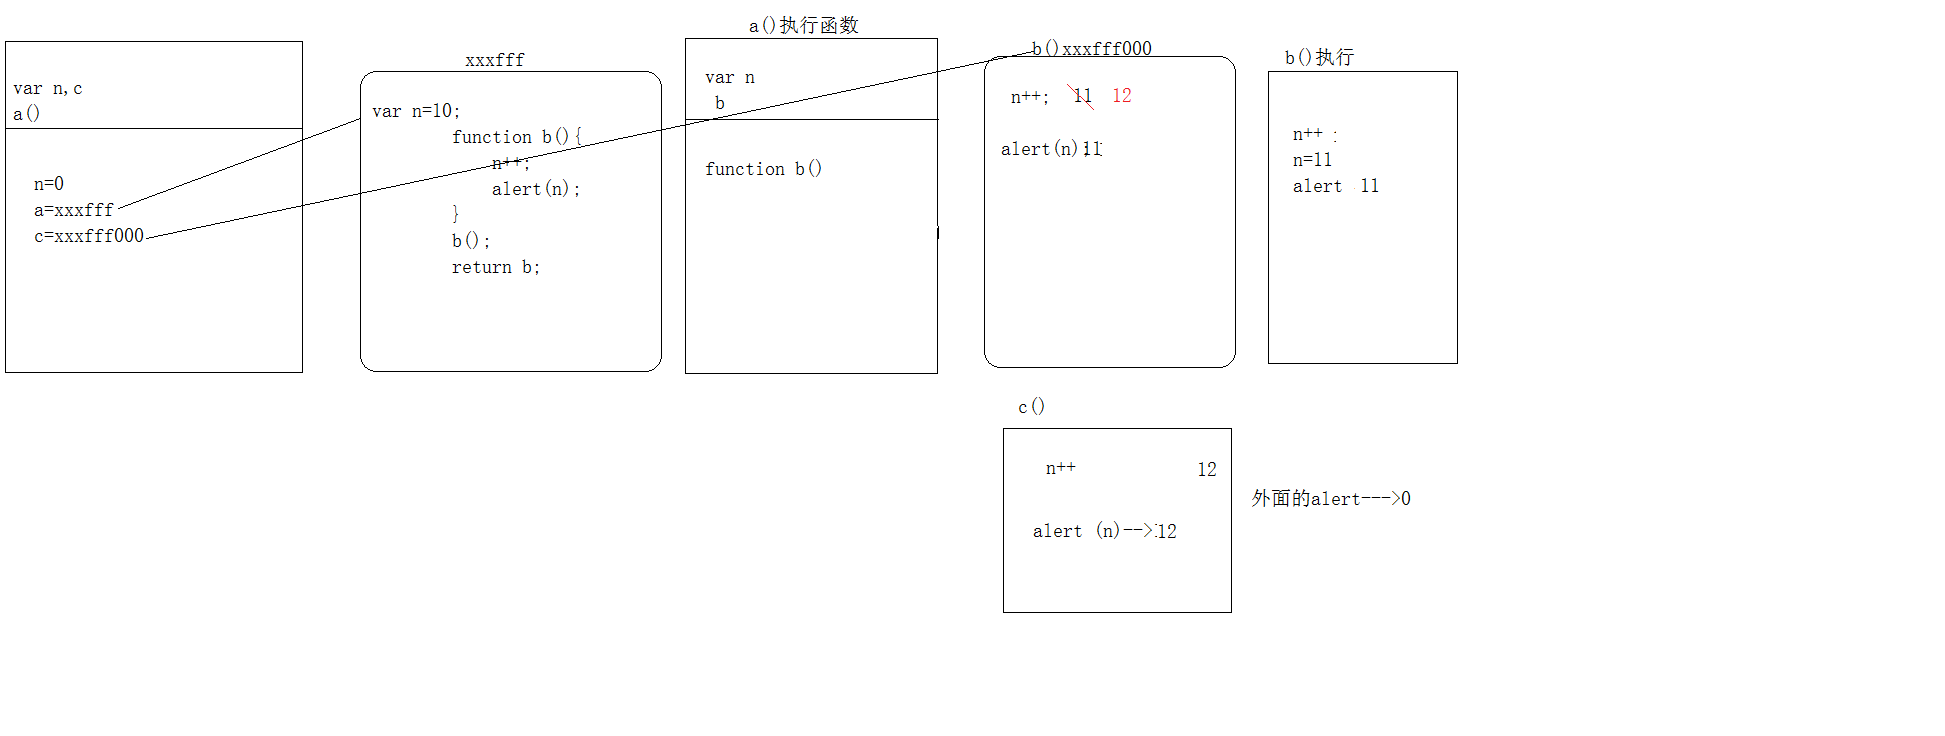 var n,c
a()
n=0
a=xxxfff
c=xxxfff000
xxxfff
var n=10;
function b(){
n++;
alert(n);
}
b();
return b;
a()执行函数
var n
b
function b()
b()xxxfff000
n++; 11 12
alert(n);11
b()执行
n++ :
n=11
alert 11
c()
n++ 12
alert (n)-->12
外面的alert--->0